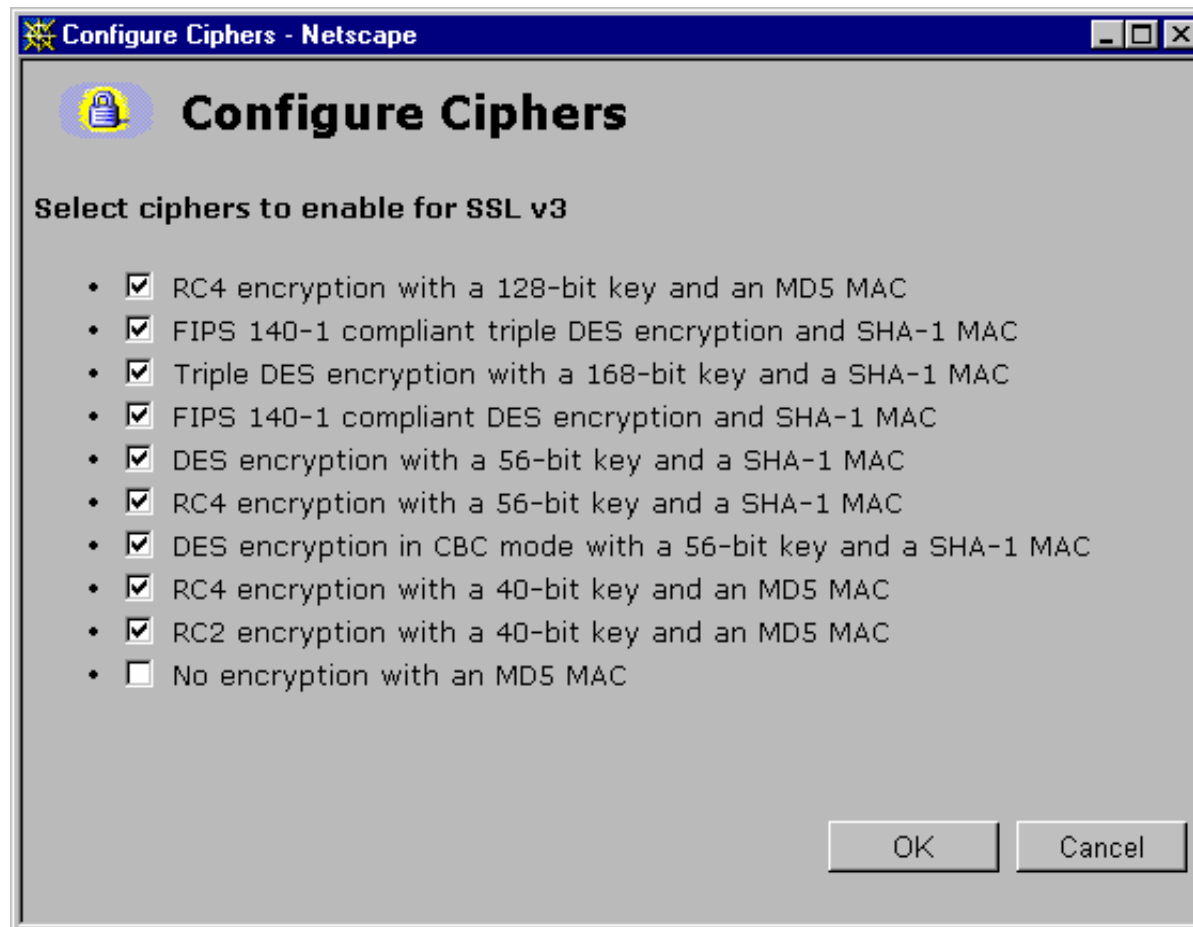 Configure Ciphers - Netscape
Configure Ciphers
Select ciphers to enable for SSL v3
• RC4 encryption with a 128-bit key and an MD5 MAC
• FIPS 140-1 compliant triple DES encryption and SHA-1 MAC
• Triple DES encryption with a 168-bit key and a SHA-1 MAC
• FIPS 140-1 compliant DES encryption and SHA-1 MAC
• DES encryption with a 56-bit key and a SHA-1 MAC
• RC4 encryption with a 56-bit key and a SHA-1 MAC
• DES encryption in CBC mode with a 56-bit key and a SHA-1 MAC
• RC4 encryption with a 40-bit key and an MD5 MAC
• RC2 encryption with a 40-bit key and an MD5 MAC
• No encryption with an MD5 MAC
OK Cancel